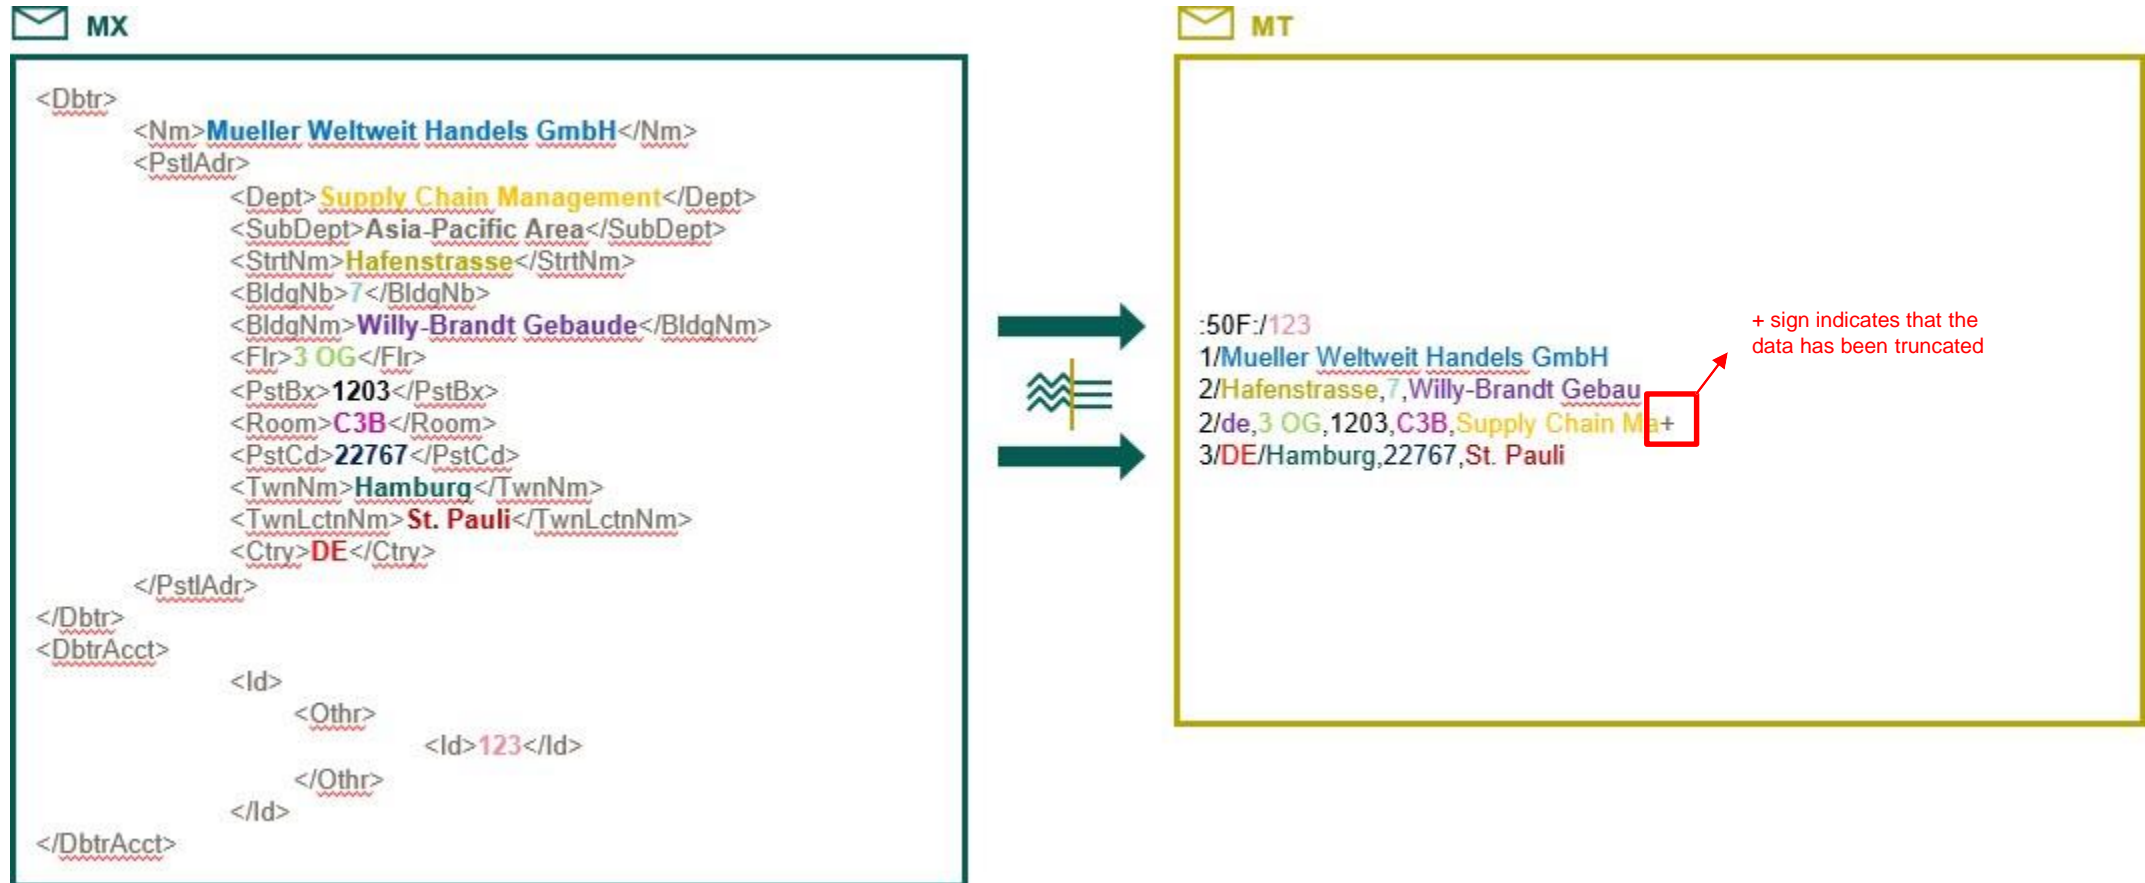 MX
<Dbtr>
<Nm>Mueller Weltweit Handels GmbH</Nm>
<PstlAdr>
<Dept>Supply Chain Management</Dept>
<SubDept>Asia-Pacific Area</SubDept>
<StrtNm>Hafenstrasse</StrtNm>
<BldgNb>7</BldgNb>
<BldgNm>Willy-Brandt Gebaude</BldgNm>
<Flr>3 OG</Flr>
<PstBx>1203</PstBx>
<Room>C3B</Room>
<PstCd>22767</PstCd>
<TwnNm>Hamburg</TwnNm>
<TwnLctnNm>St. Pauli</TwnLctnNm>
<Ctry>DE</Ctry>
</PstlAdr>
</Dbtr>
<DbtrAcct>
<Id>
<Othr>
<Id>123</Id>
</Othr>
</Id>
</DbtrAcct>
MT
:50F:/123
1/Mueller Weltweit Handels GmbH
2/Hafenstrasse,7,Willy-Brandt Gebau
2/de,3 OG,1203,C3B,Supply Chain Ma+
3/DE/Hamburg,22767,St. Pauli
+ sign indicates that the
data has been truncated